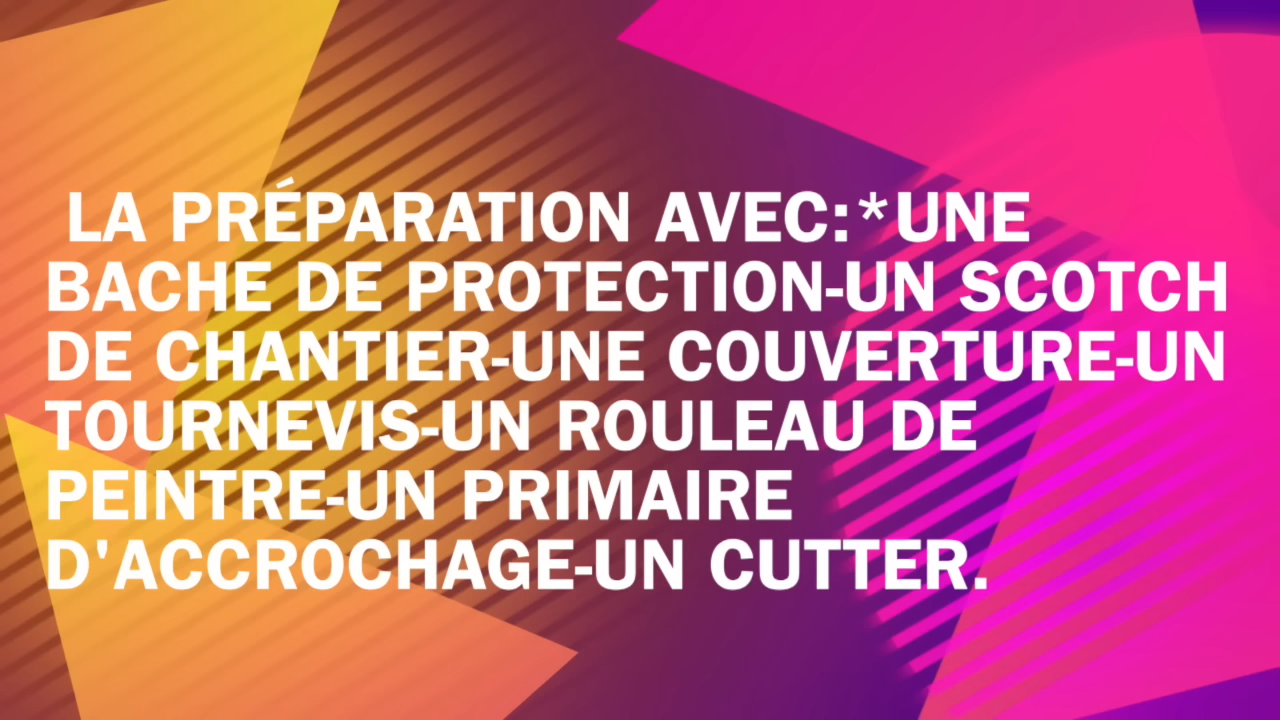 LA PRÉPARATION AVEC:*UNE
BACHE DE PROTECTION-UN SCOTCH
DE CHANTIER-UNE COUVERTURE-UN
TOURNEVIS-UN ROULEAU DE
PEINTRE-UN PRIMAIRE
D'ACCROCHAGE-UN CUTTER.